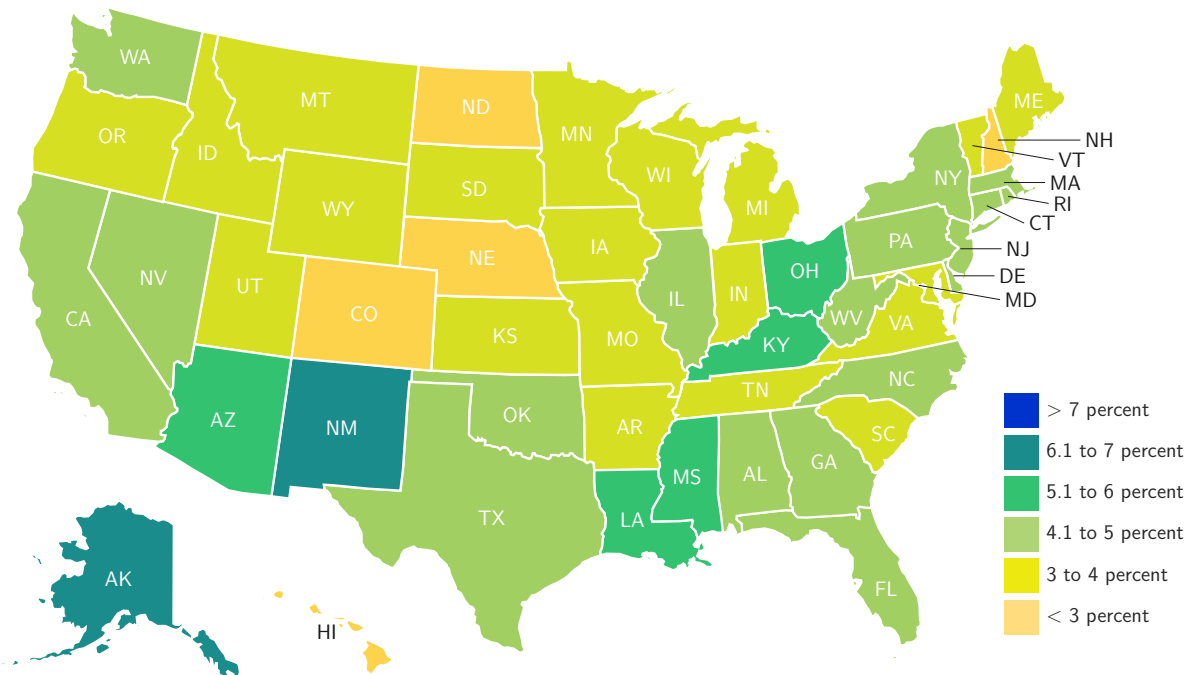 WA
MT
ND
ME
OR
ID
MN
NH
VT
WI
SD
NY
MA
RI
WY
MI
CT
PA
NJ
IA
NE
OH
DE
NV
UT
IN
IL
MD
CO
WV
VA
CA
KS
MO
KY
NC
TN
OK
AZ
NM
AR
SC
GA
MS
AL
TX
LA
AK
FL
HI
> 7 percent
6.1 to 7 percent
5.1 to 6 percent
4.1 to 5 percent
3 to 4 percent
< 3 percent